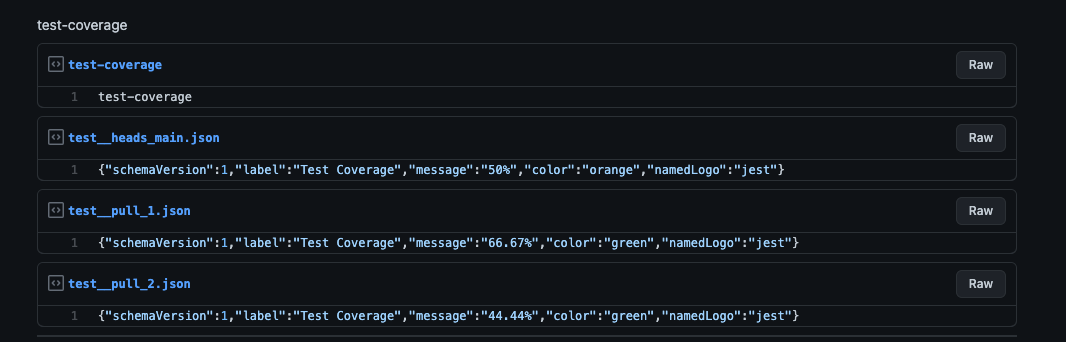 test-coverage
test-coverage
Raw
1 test-coverage
test__heads_main.json
Raw
1 {"schemaVersion":1,"label":"Test Coverage","message":"50%","color":"orange","namedLogo":"jest"}
test__pull_1.json
Raw
1 {"schemaVersion":1,"label":"Test Coverage","message":"66.67%","color":"green","namedLogo":"jest"}
test__pull_2.json
Raw
1 {"schemaVersion":1,"label":"Test Coverage","message":"44.44%","color":"green","namedLogo":"jest"}